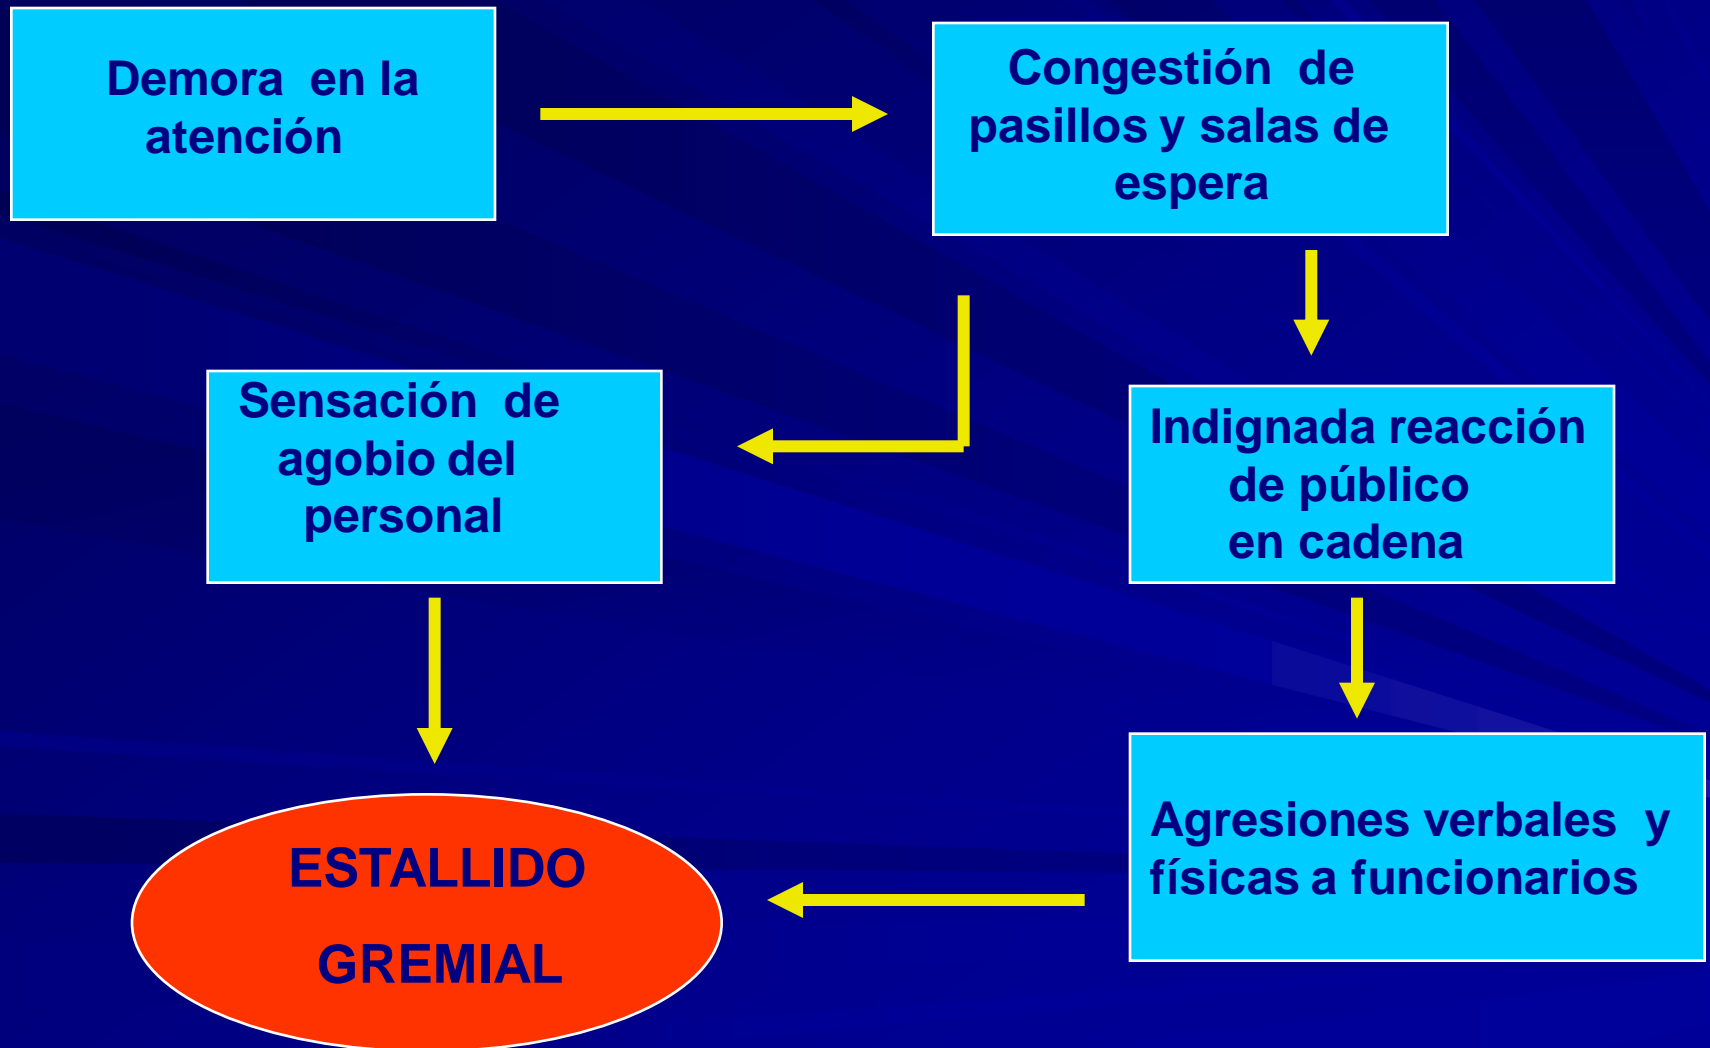 Demora en la
atención
Congestión de
pasillos y salas de
espera
Sensación de
agobio del
personal
Indignada reacción
de público
en cadena
Agresiones verbales y
físicas a funcionarios
ESTALLIDO
GREMIAL